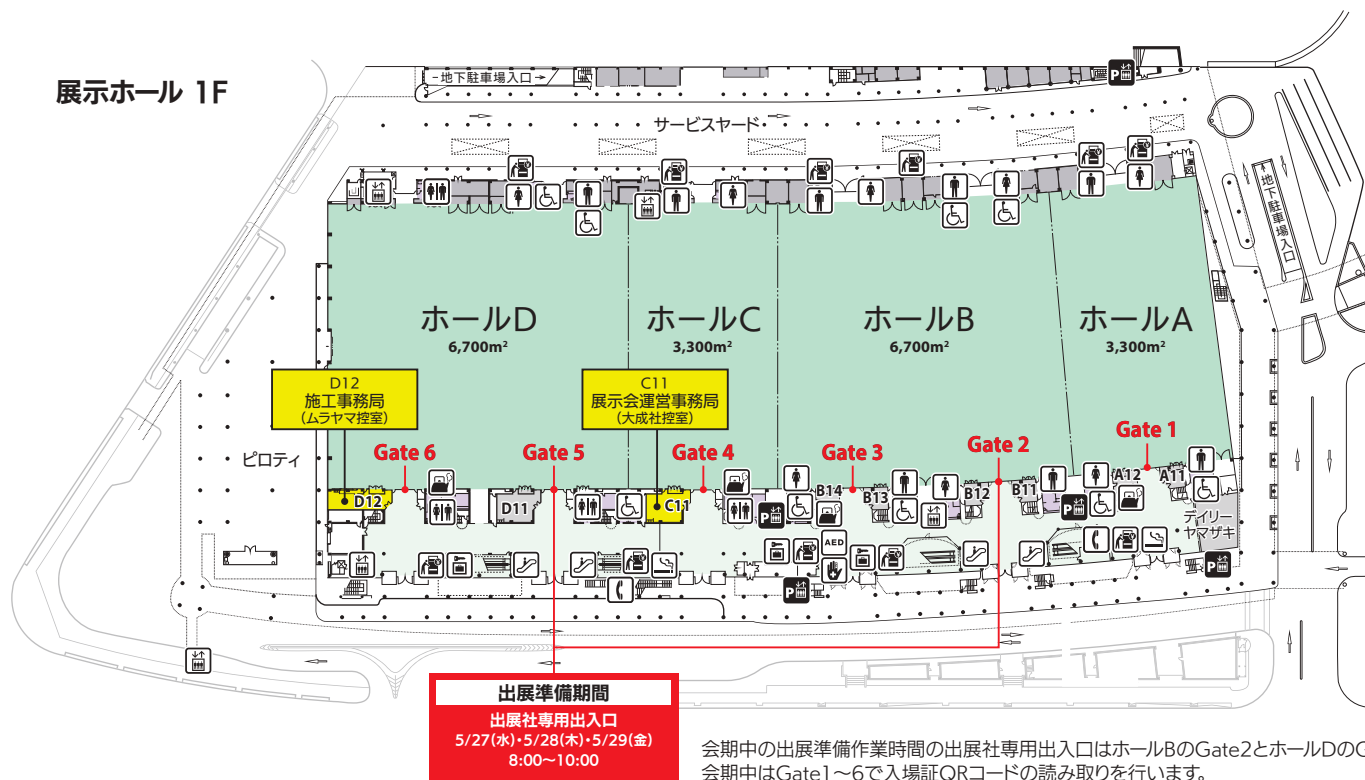 展示ホール 1F
地下駐車場入口
サービスヤード
地下駐車場入口
ホールD
6,700m²
ホールC
3,300m²
ホールB
6,700m²
ホールA
3,300m²
D12
施工事務局
(ムラヤマ控室)
C11
展示会運営事務局
(大成社控室)
ピロティ
Gate 6
Gate 5
Gate 4
Gate 3
Gate 2
Gate 1
D12
D11
C11
B14
B13
B12
B11
A12
A11
P
P
P
P
P
AED
デイリー
ヤマザキ
出展準備期間
出展社専用出入口
5/27(水)・5/28(木)・5/29(金)
8:00〜10:00
会期中の出展準備作業時間の出展社専用出入口はホールBのGate2とホールDのG
会期中はGate1〜6で入場証QRコードの読み取りを行います。